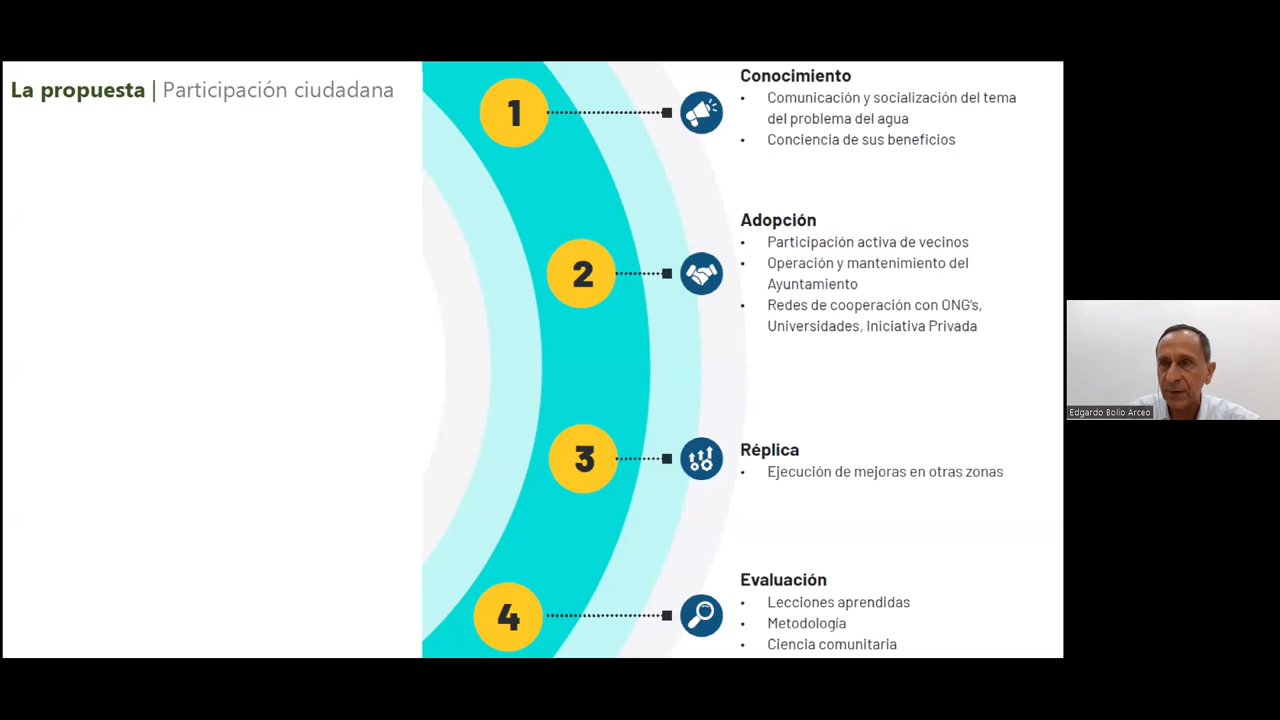 La propuesta | Participación ciudadana
1
Conocimiento
• Comunicación y socialización del tema
del problema del agua
• Conciencia de sus beneficios
2
Adopción
• Participación activa de vecinos
• Operación y mantenimiento del
Ayuntamiento
• Redes de cooperación con ONG's,
Universidades, Iniciativa Privada
3
Réplica
• Ejecución de mejoras en otras zonas
4
Evaluación
• Lecciones aprendidas
• Metodología
• Ciencia comunitaria
Edgardo Bolio Arceo